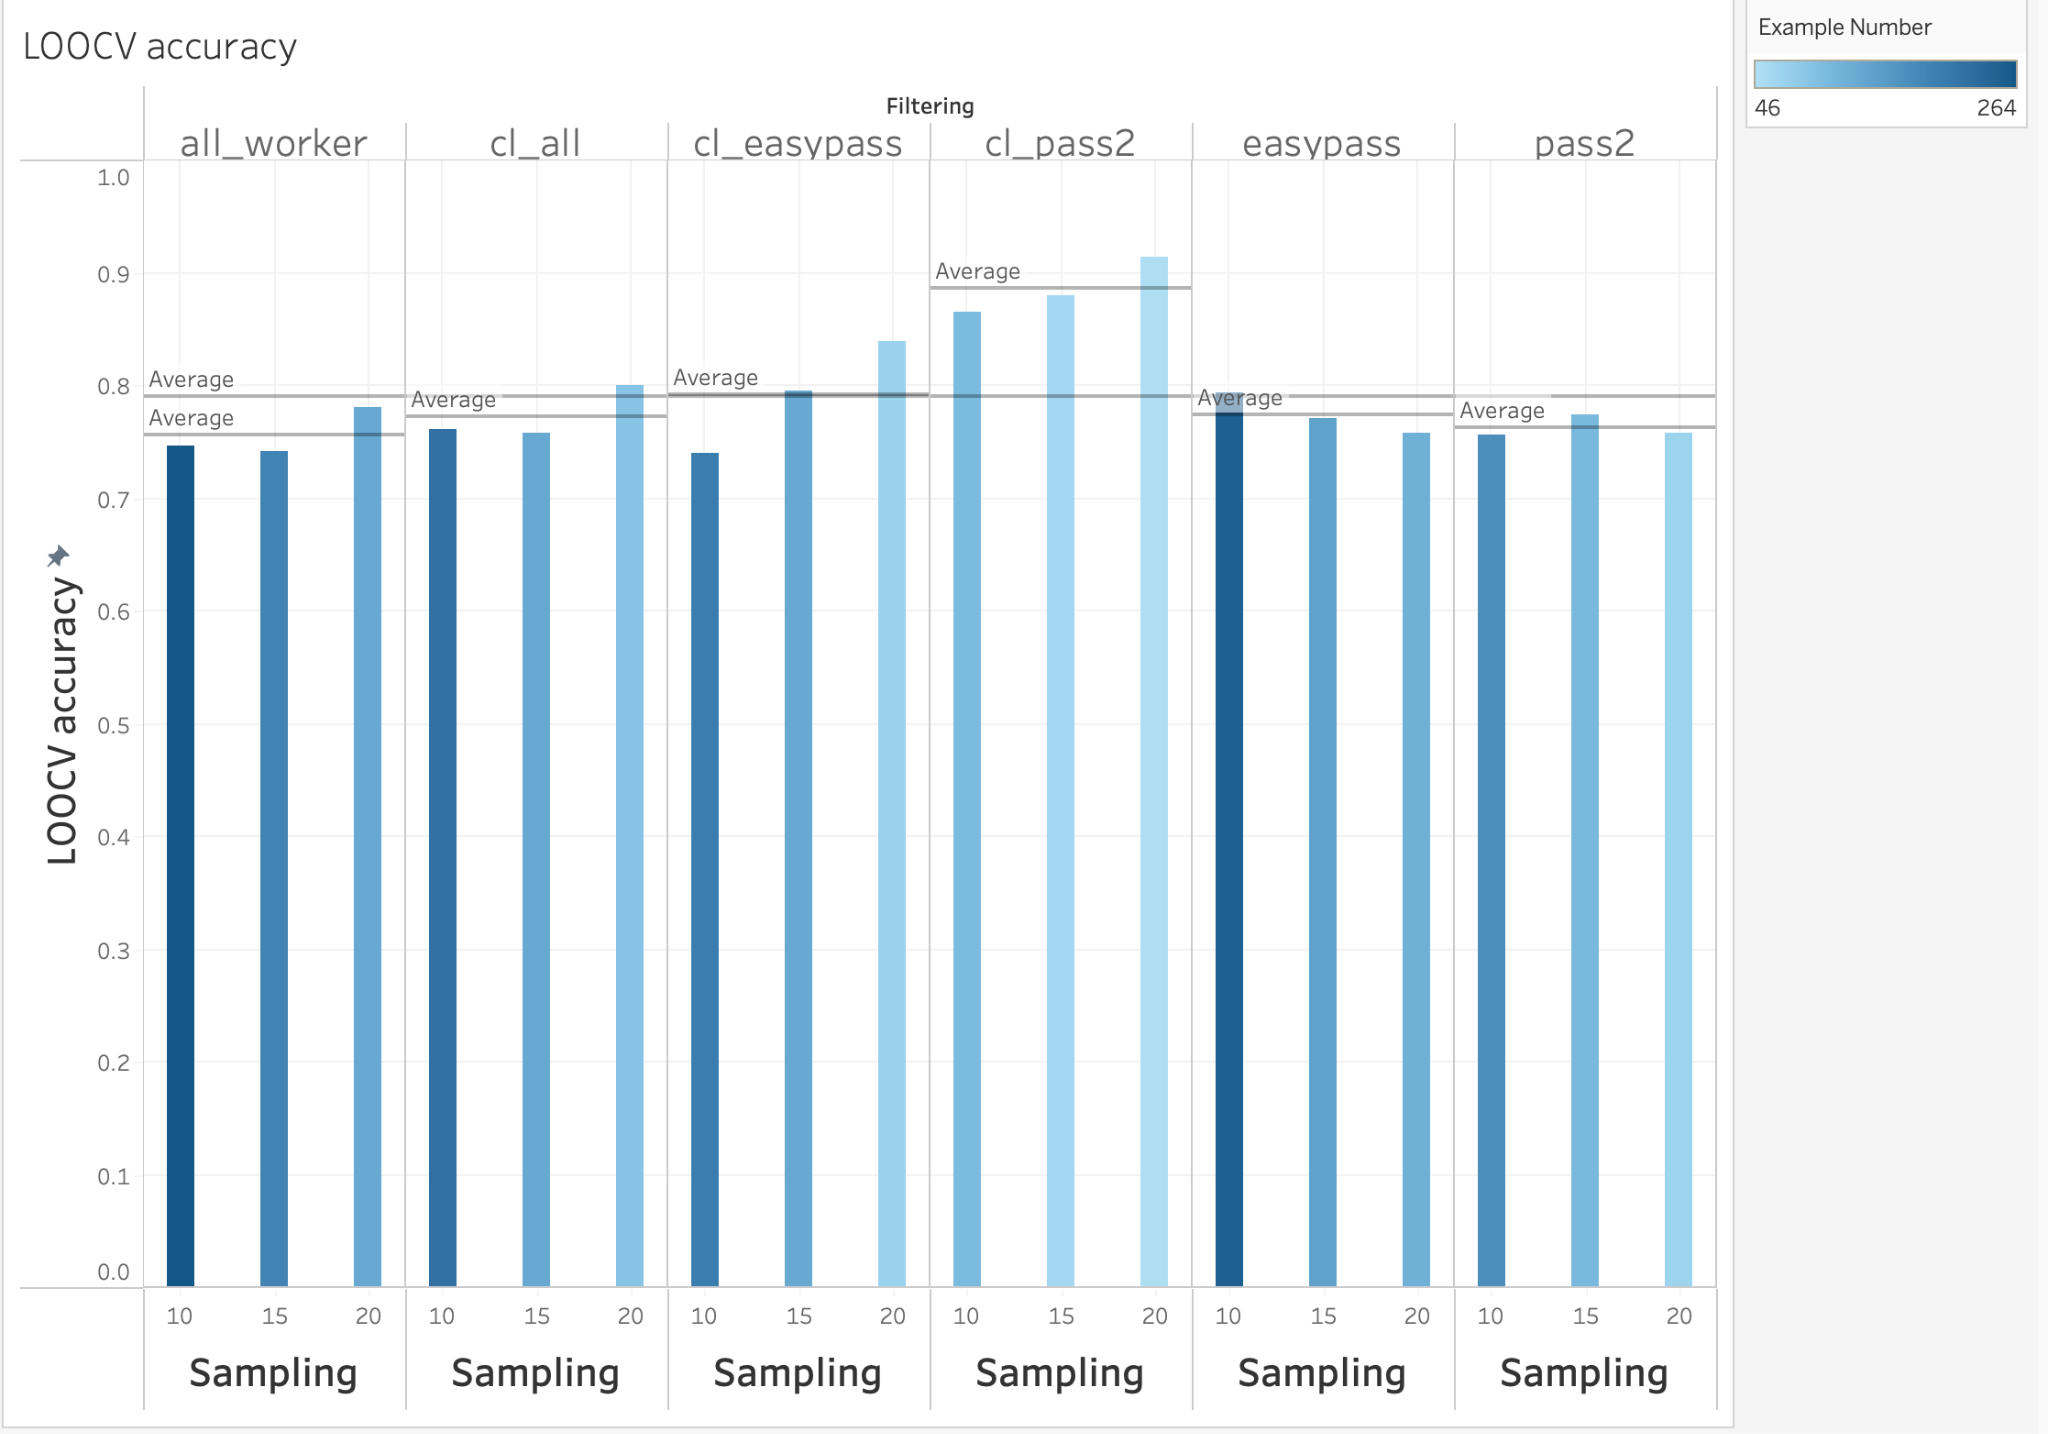 LOOCV accuracy
Example Number
46 264
Filtering
all_worker cl_all cl_easypass cl_pass2 easypass pass2
1.0
0.9
0.8
0.7
0.6
0.5
0.4
0.3
0.2
0.1
0.0
LOOCV accuracy
Average
Average
Average
Average
Average
Average
Average
10 15 20 10 15 20 10 15 20 10 15 20 10 15 20 10 15 20
Sampling Sampling Sampling Sampling Sampling Sampling